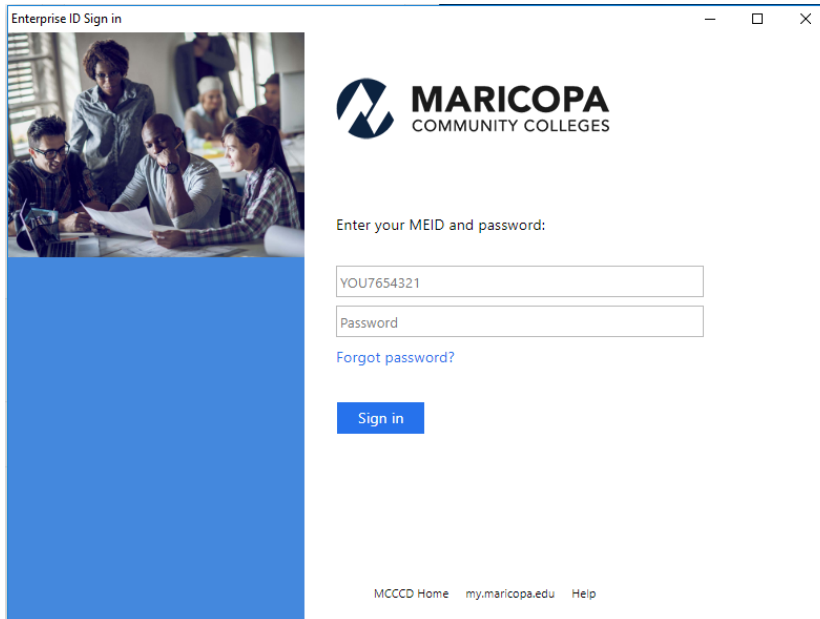 Enterprise ID Sign in
MARICOPA
COMMUNITY COLLEGES
Enter your MEID and password:
YOU7654321
Password
Forgot password?
Sign in
MCCCD Home my.maricopa.edu Help